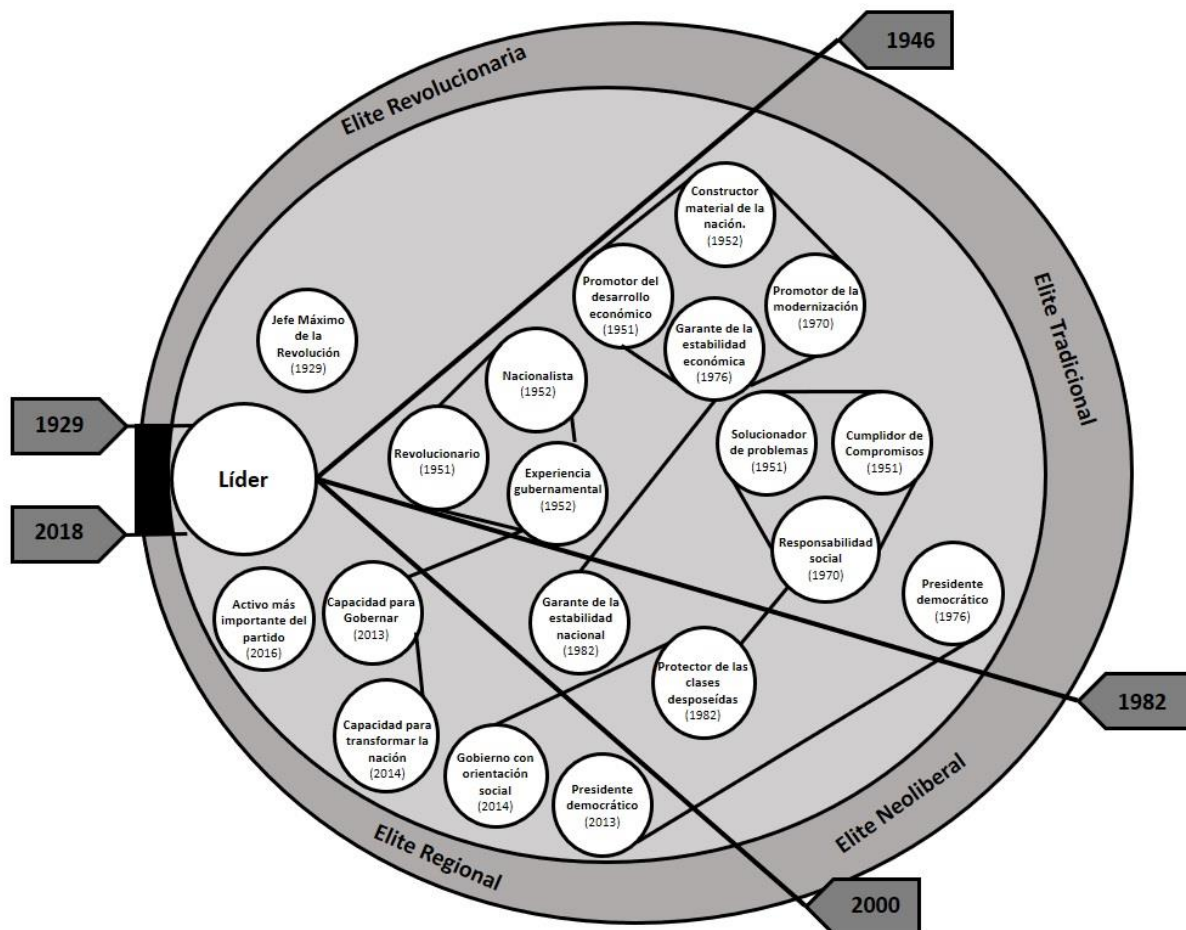 1946
Elite Revolucionaria
Constructor
material de la
nación.
(1952)
Elite Tradicional
Promotor del
desarrollo
económico
(1951)
Promotor de la
modernización
(1970)
Jefe Máximo
de la
Revolución
(1929)
Garante de la
estabilidad
económica
(1976)
Nacionalista
(1952)
1929
Líder
2018
Revolucionario
(1951)
Experiencia
gubernamental
(1952)
Solucionador
de problemas
(1951)
Cumplidor de
Compromisos
(1951)
Responsabilidad
social
(1970)
Presidente
democrático
(1976)
Activo más
importante del
partido
(2016)
Capacidad para
Gobernar
(2013)
Garante de la
estabilidad
nacional
(1982)
Protector de las
clases
desposeídas
(1982)
1982
Capacidad para
transformar la
nación
(2014)
Gobierno con
orientación
social
(2014)
Presidente
democrático
(2013)
Elite Neoliberal
Elite Regional
2000